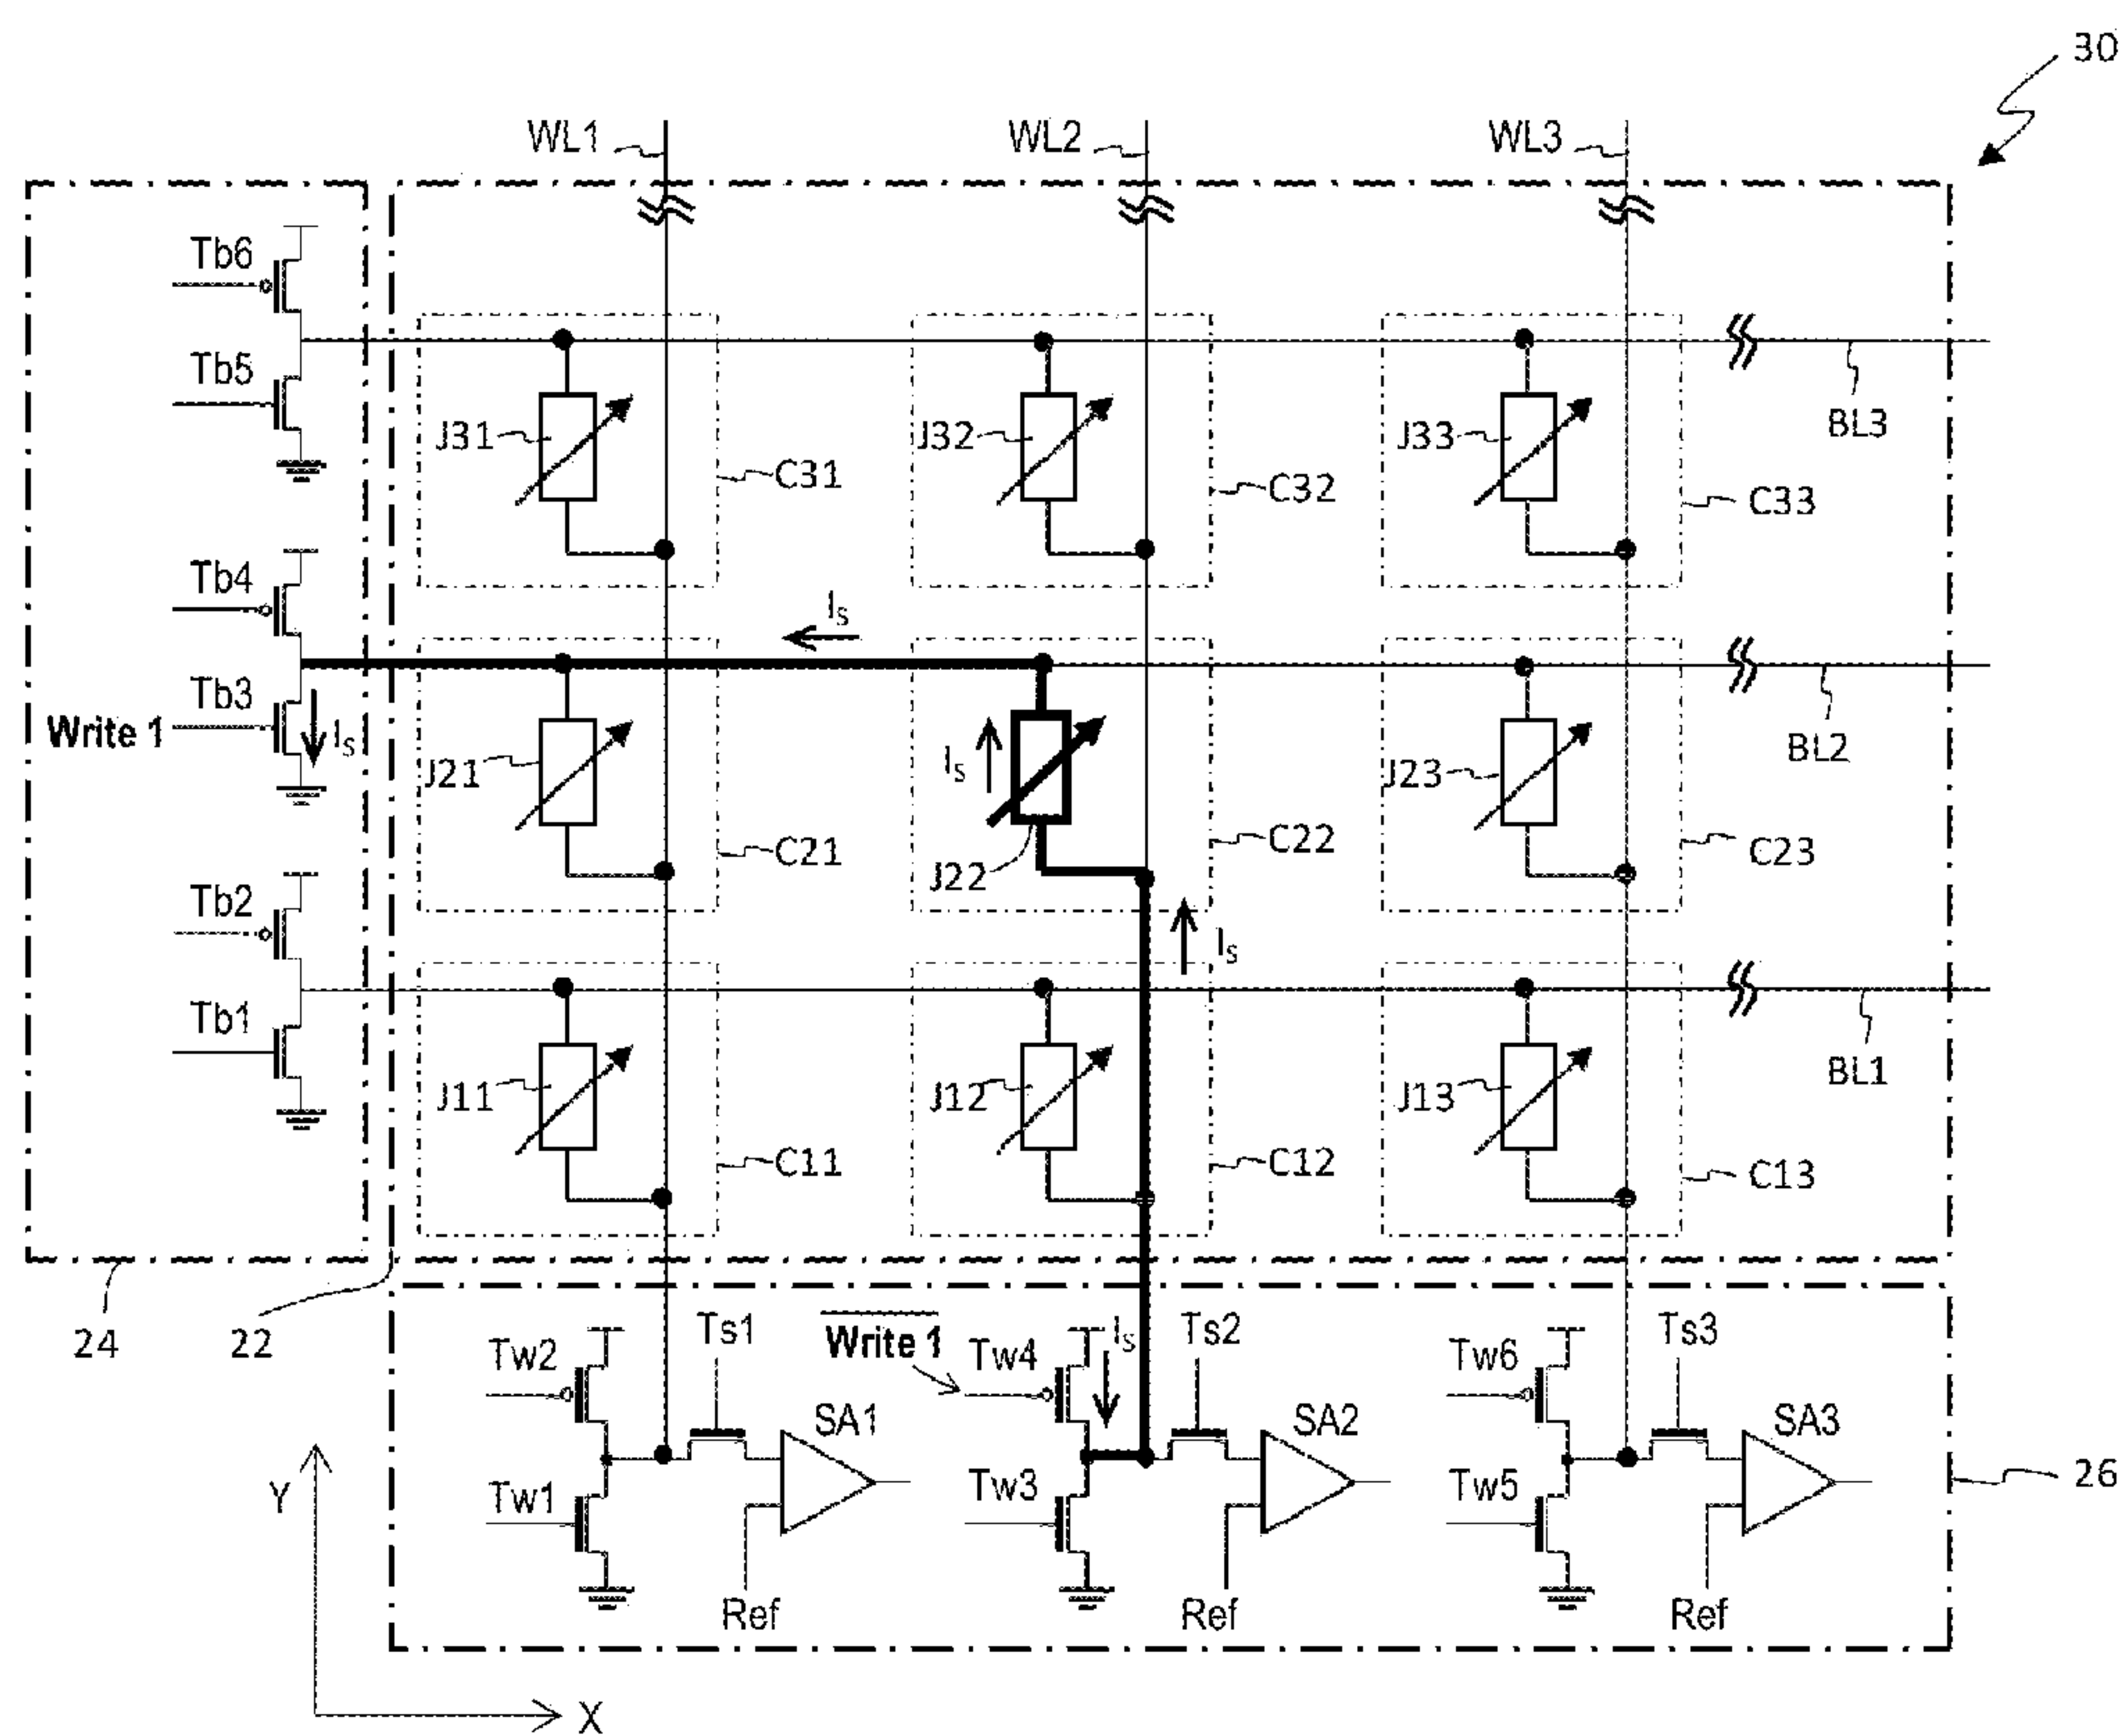 30
WL1 WL2 WL3
Tb6
Tb5
BL3
J31 J32 J33
C31 C32 C33
Tb4
Is
Tb3
Write 1 Is
Is
BL2
J21 J23
C21 J22 C22 C23
Tb2
Is
Tb1
BL1
J11 J12 J13
C11 C12 C13
24 22
Tw2 Ts1 Write 1 Tw4 Is Ts2 Tw6 Ts3
SA1 SA2 SA3
Y Tw1 Tw3 Tw5 26
Ref Ref Ref
X